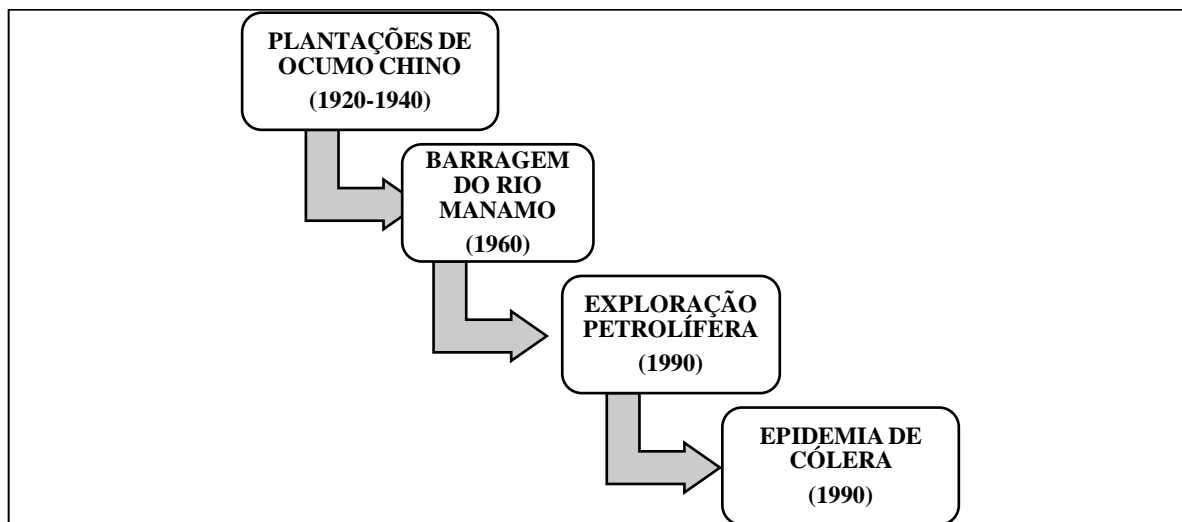 PLANTAÇÕES DE
OCUMO CHINO
(1920-1940)
BARRAGEM
DO RIO
MANAMO
(1960)
EXPLORAÇÃO
PETROLÍFERA
(1990)
EPIDEMIA DE
CÓLERA
(1990)